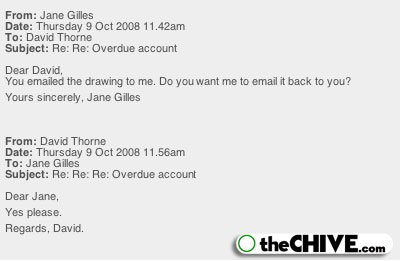 From: Jane Gilles
Date: Thursday 9 Oct 2008 11.42am
To: David Thorne
Subject: Re: Re: Overdue account
Dear David,
You emailed the drawing to me. Do you want me to email it back to you?
Yours sincerely, Jane Gilles
From: David Thorne
Date: Thursday 9 Oct 2008 11.56am
To: Jane Gilles
Subject: Re: Re: Re: Overdue account
Dear Jane,
Yes please.
Regards, David.
theCHIVE.com